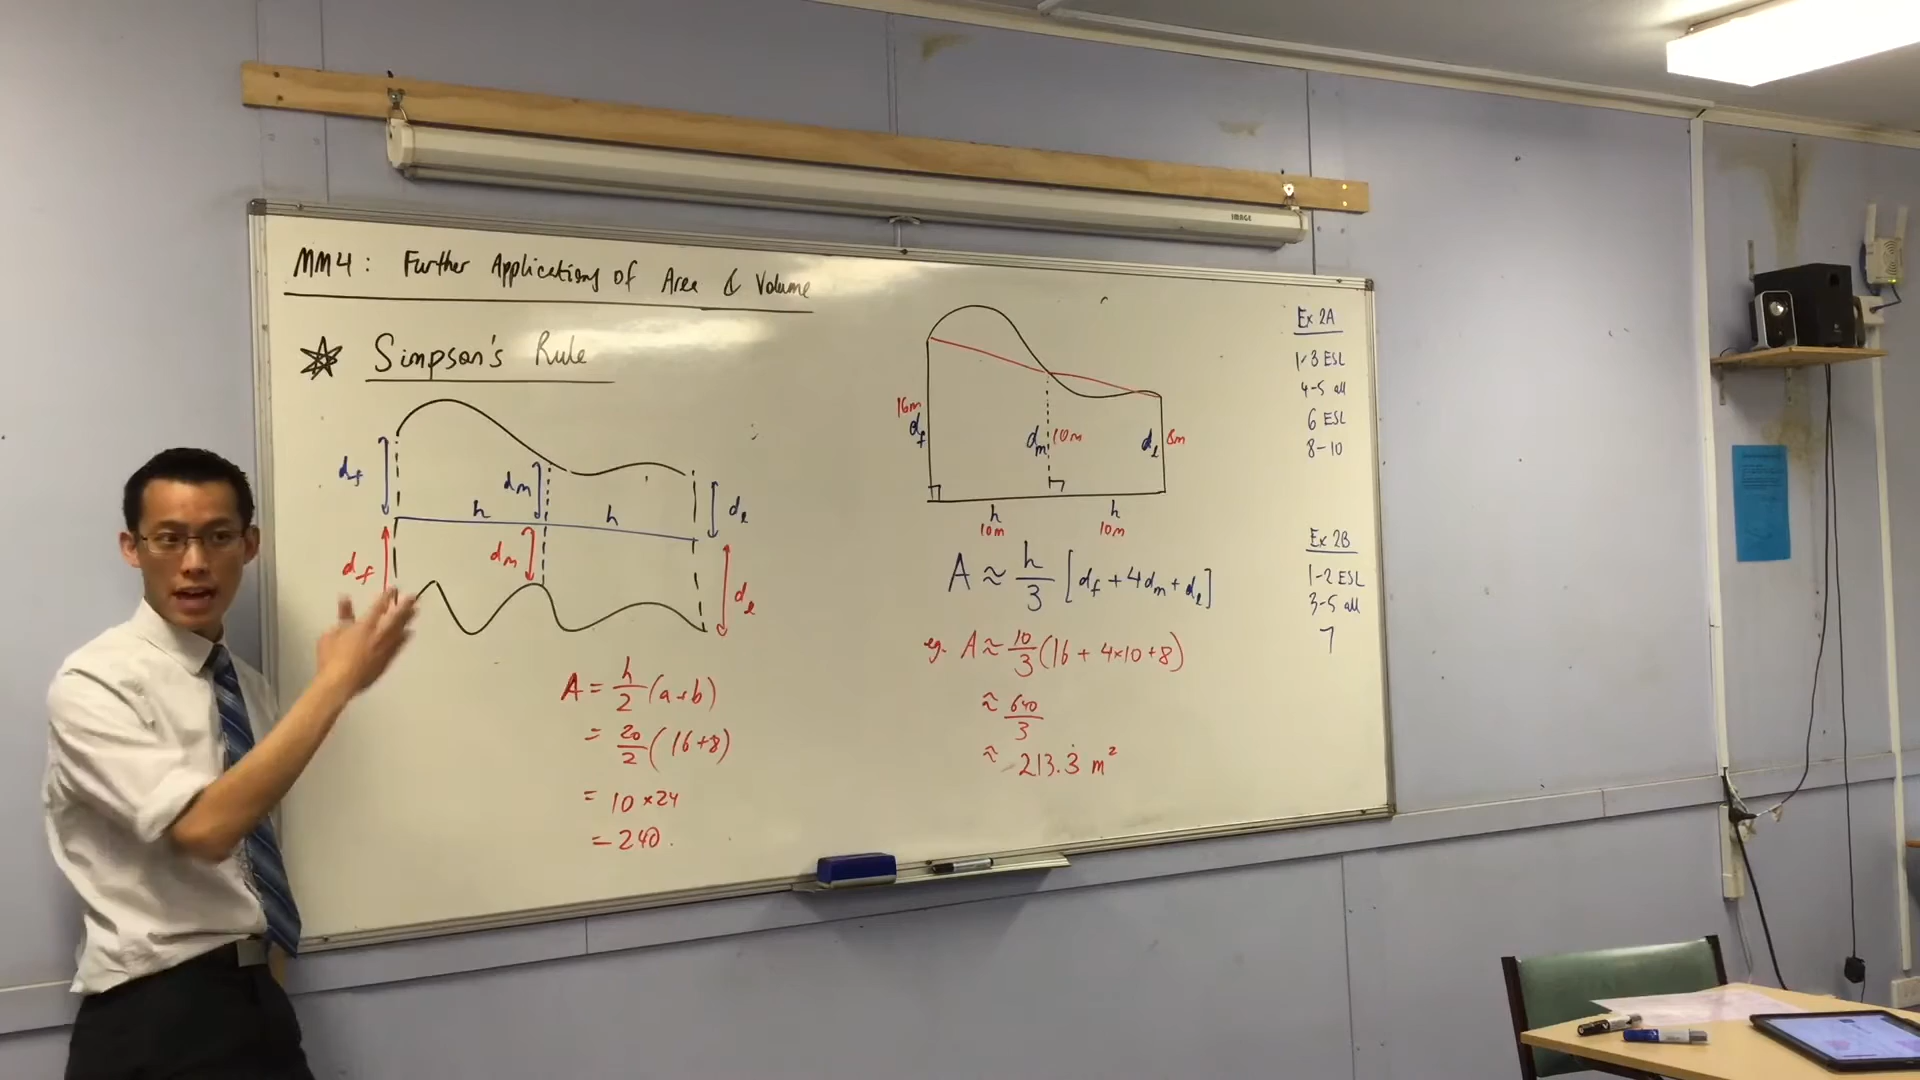 IMAGE
MM4: Further Applications of Area & Volume
Simpson's Rule
df
dm
h
h
dl
df
dm
dl
A = h/2 (a+b)
= 20/2 (16+8)
= 10 × 24
= 240.
16m
df
dm 10m
dl 8m
h
10m
h
10m
A ≈ h/3 [df + 4dm + dl]
eg. A ≈ 10/3 (16 + 4×10 + 8)
≈ 640/3
≈ 213.3̇ m²
Ex 2A
1-3 ESL
4-5 all
6 ESL
8-10
Ex 2B
1-2 ESL
3-5 all
7